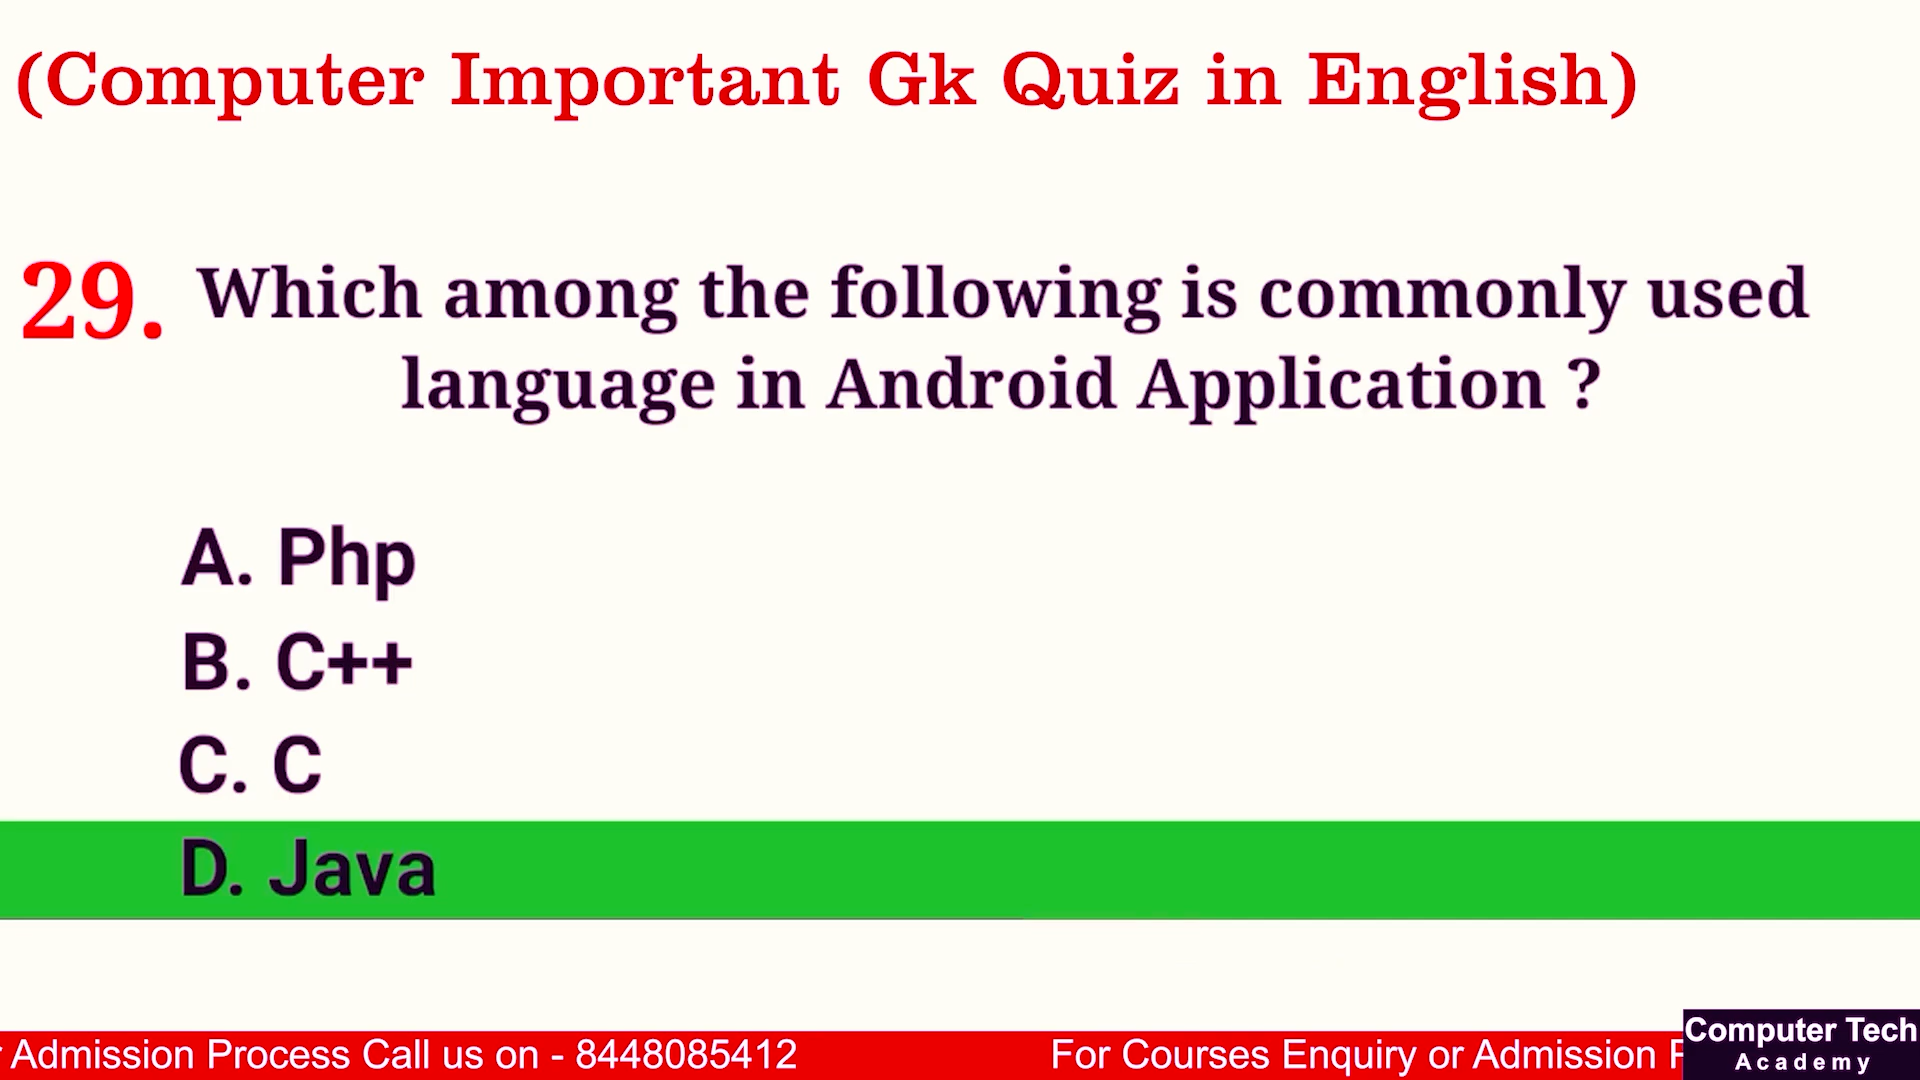 (Computer Important Gk Quiz in English)
29. Which among the following is commonly used
language in Android Application ?
A. Php
B. C++
C. C
D. Java
Admission Process Call us on - 8448085412
For Courses Enquiry or Admission
Computer Tech
Academy